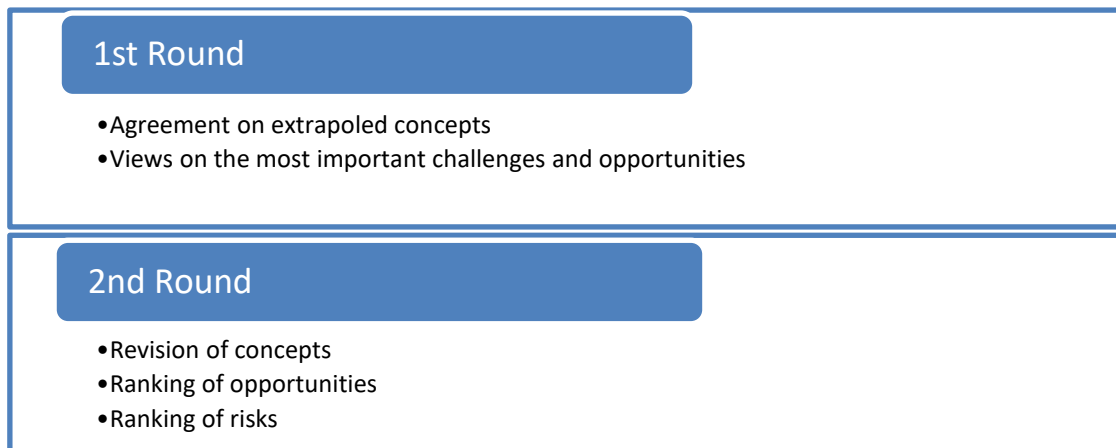 1st Round
•Agreement on extrapoled concepts
•Views on the most important challenges and opportunities
2nd Round
•Revision of concepts
•Ranking of opportunities
•Ranking of risks